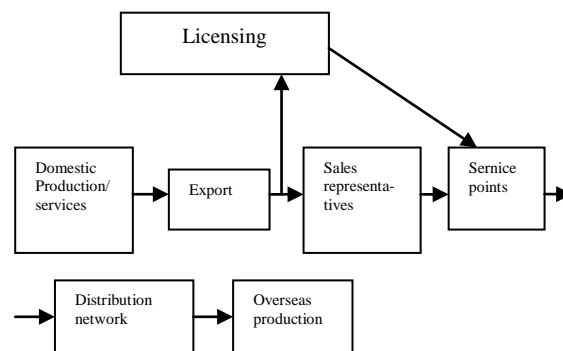 Licensing
Domestic
Production/
services
Export
Sales
representa-
tives
Sernice
points
Distribution
network
Overseas
production